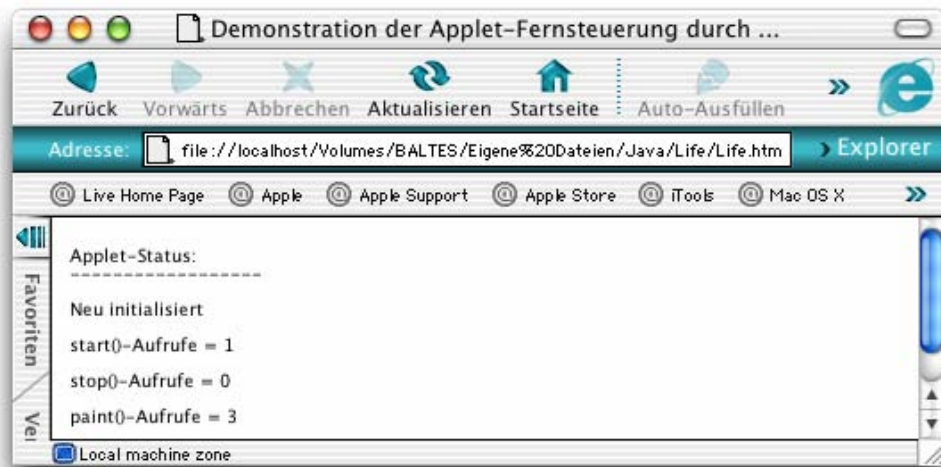 Demonstration der Applet-Fernsteuerung durch ...
Zurück Vorwärts Abbrechen Aktualisieren Startseite Auto-Ausfüllen »
Adresse: file://localhost/Volumes/BALTES/Eigene%20Dateien/Java/Life/Life.htm › Explorer
@ Live Home Page @ Apple @ Apple Support @ Apple Store @ iTools @ Mac OS X »
Favoriten
Applet-Status:
------------------
Neu initialisiert
start()-Aufrufe = 1
stop()-Aufrufe = 0
paint()-Aufrufe = 3
Local machine zone